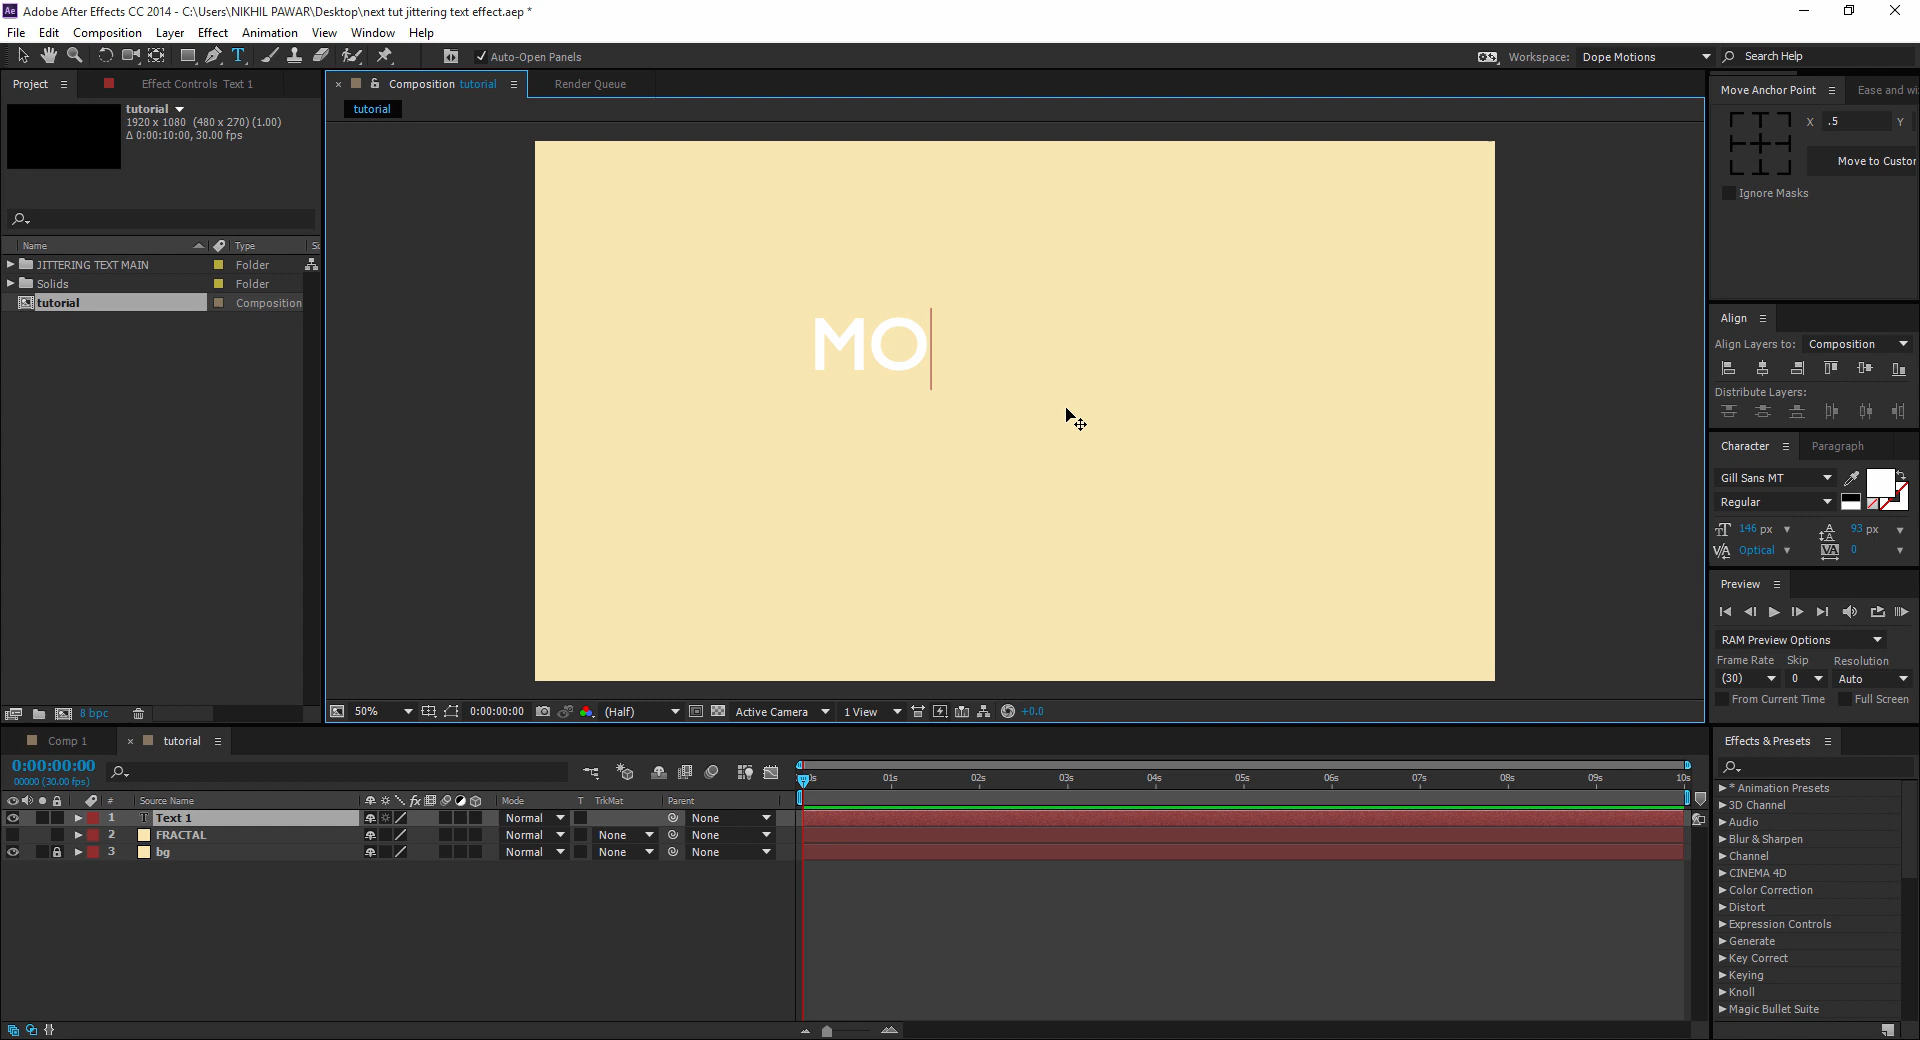 Adobe After Effects CC 2014 - C:\Users\NIKHIL PAWAR\Desktop\next tut jittering text effect.aep *
File Edit Composition Layer Effect Animation View Window Help
Auto-Open Panels
Workspace: Dope Motions
Search Help
Project
Effect Controls Text 1
Composition tutorial
Render Queue
tutorial
1920 x 1080 (480 x 270) (1.00)
Δ 0:00:10:00, 30.00 fps
tutorial
Name Type
JITTERING TEXT MAIN Folder
Solids Folder
tutorial Composition
8 bpc
MO
50% 0:00:00:00 (Half) Active Camera 1 View +0.0
Move Anchor Point
Ease and wi
X .5 Y
Move to Custor
Ignore Masks
Align
Align Layers to: Composition
Distribute Layers:
Character Paragraph
Gill Sans MT
Regular
146 px 93 px
Optical 0
Preview
RAM Preview Options
Frame Rate Skip Resolution
(30) 0 Auto
From Current Time Full Screen
Comp 1 tutorial
0:00:00:00
00000 (30.00 fps)
# Source Name Mode T TrkMat Parent
1 T Text 1 Normal None
2 FRACTAL Normal None None
3 bg Normal None None
01s 02s 03s 04s 05s 06s 07s 08s 09s 10s
Effects & Presets
* Animation Presets
3D Channel
Audio
Blur & Sharpen
Channel
CINEMA 4D
Color Correction
Distort
Expression Controls
Generate
Key Correct
Keying
Knoll
Magic Bullet Suite